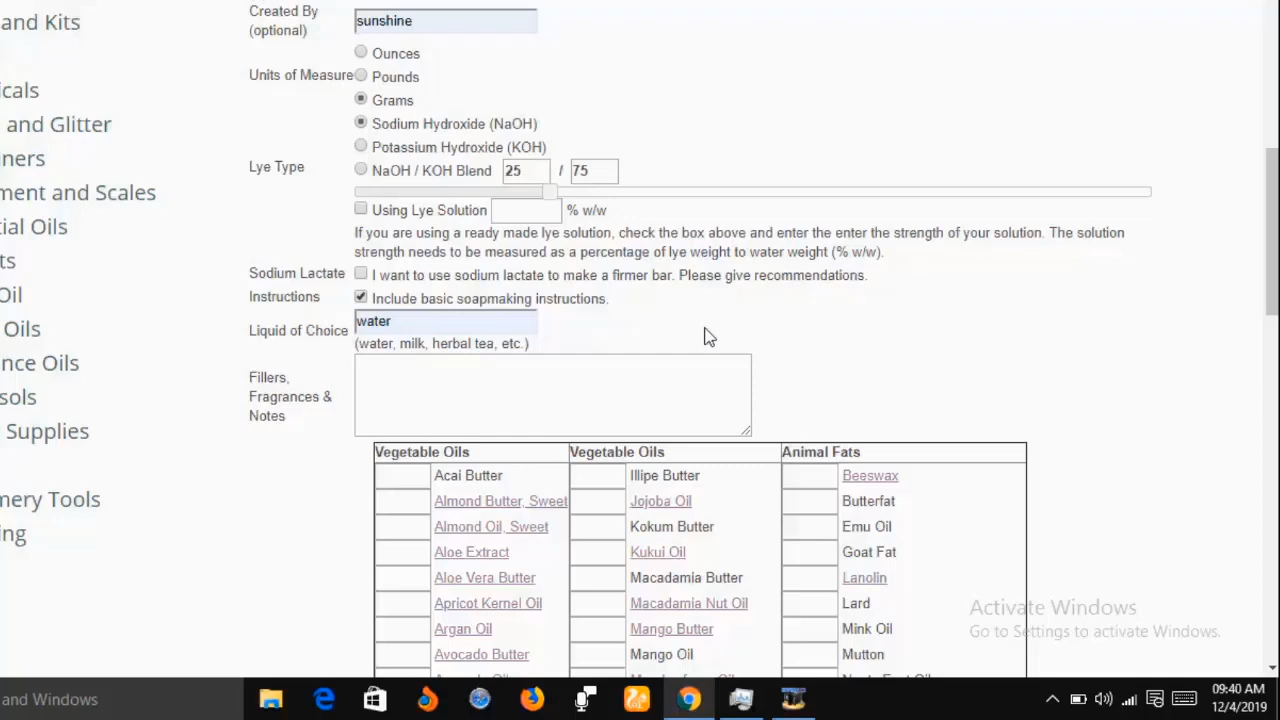 Created By
(optional)
sunshine
Ounces
Units of Measure
Pounds
Grams
Sodium Hydroxide (NaOH)
Potassium Hydroxide (KOH)
Lye Type
NaOH / KOH Blend 25 / 75
Using Lye Solution % w/w
If you are using a ready made lye solution, check the box above and enter the enter the strength of your solution. The solution
strength needs to be measured as a percentage of lye weight to water weight (% w/w).
Sodium Lactate I want to use sodium lactate to make a firmer bar. Please give recommendations.
Instructions Include basic soapmaking instructions.
water
Liquid of Choice
(water, milk, herbal tea, etc.)
Fillers,
Fragrances &
Notes
and Kits
icals
and Glitter
ners
ment and Scales
tial Oils
ts
Oil
Oils
nce Oils
sols
Supplies
mery Tools
ing
Vegetable Oils Vegetable Oils Animal Fats
Acai Butter Illipe Butter Beeswax
Almond Butter, Sweet Jojoba Oil Butterfat
Almond Oil, Sweet Kokum Butter Emu Oil
Aloe Extract Kukui Oil Goat Fat
Aloe Vera Butter Macadamia Butter Lanolin
Apricot Kernel Oil Macadamia Nut Oil Lard
Argan Oil Mango Butter Mink Oil
Avocado Butter Mango Oil Mutton
Activate Windows
Go to Settings to activate Windows.
and Windows
09:40 AM
12/4/2019